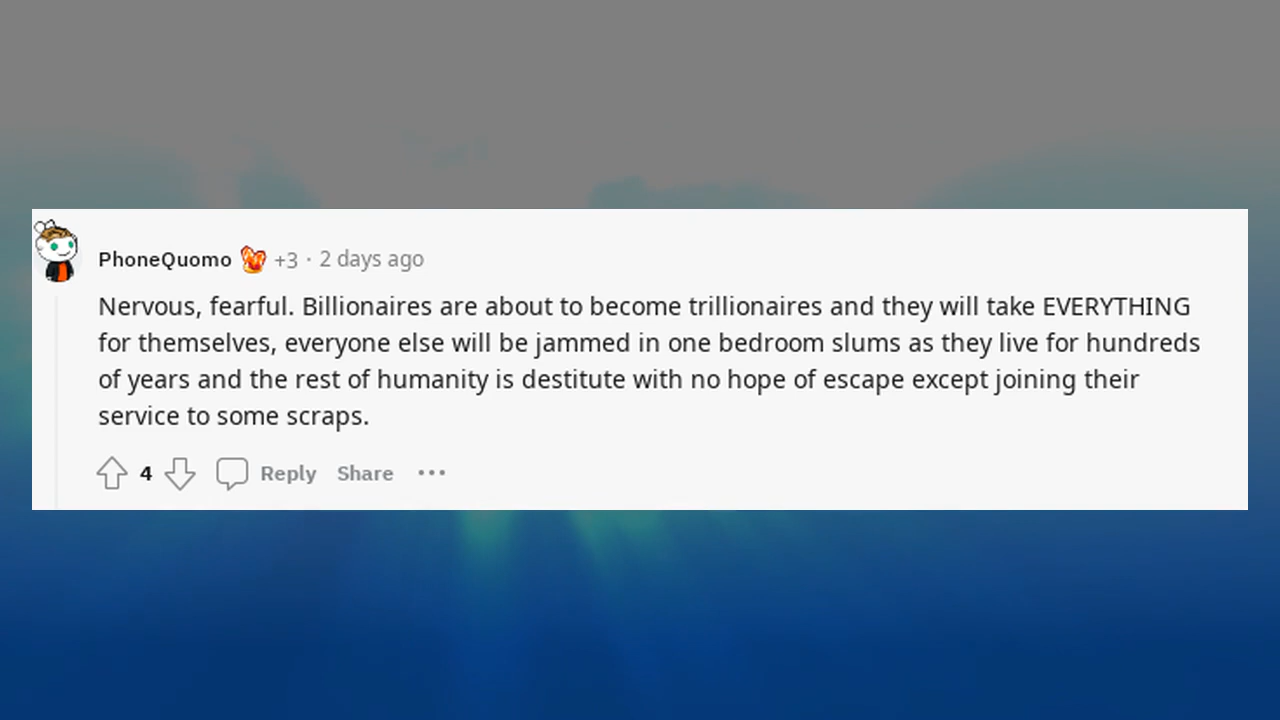 PhoneQuomo +3 · 2 days ago
Nervous, fearful. Billionaires are about to become trillionaires and they will take EVERYTHING
for themselves, everyone else will be jammed in one bedroom slums as they live for hundreds
of years and the rest of humanity is destitute with no hope of escape except joining their
service to some scraps.
4 Reply Share •••